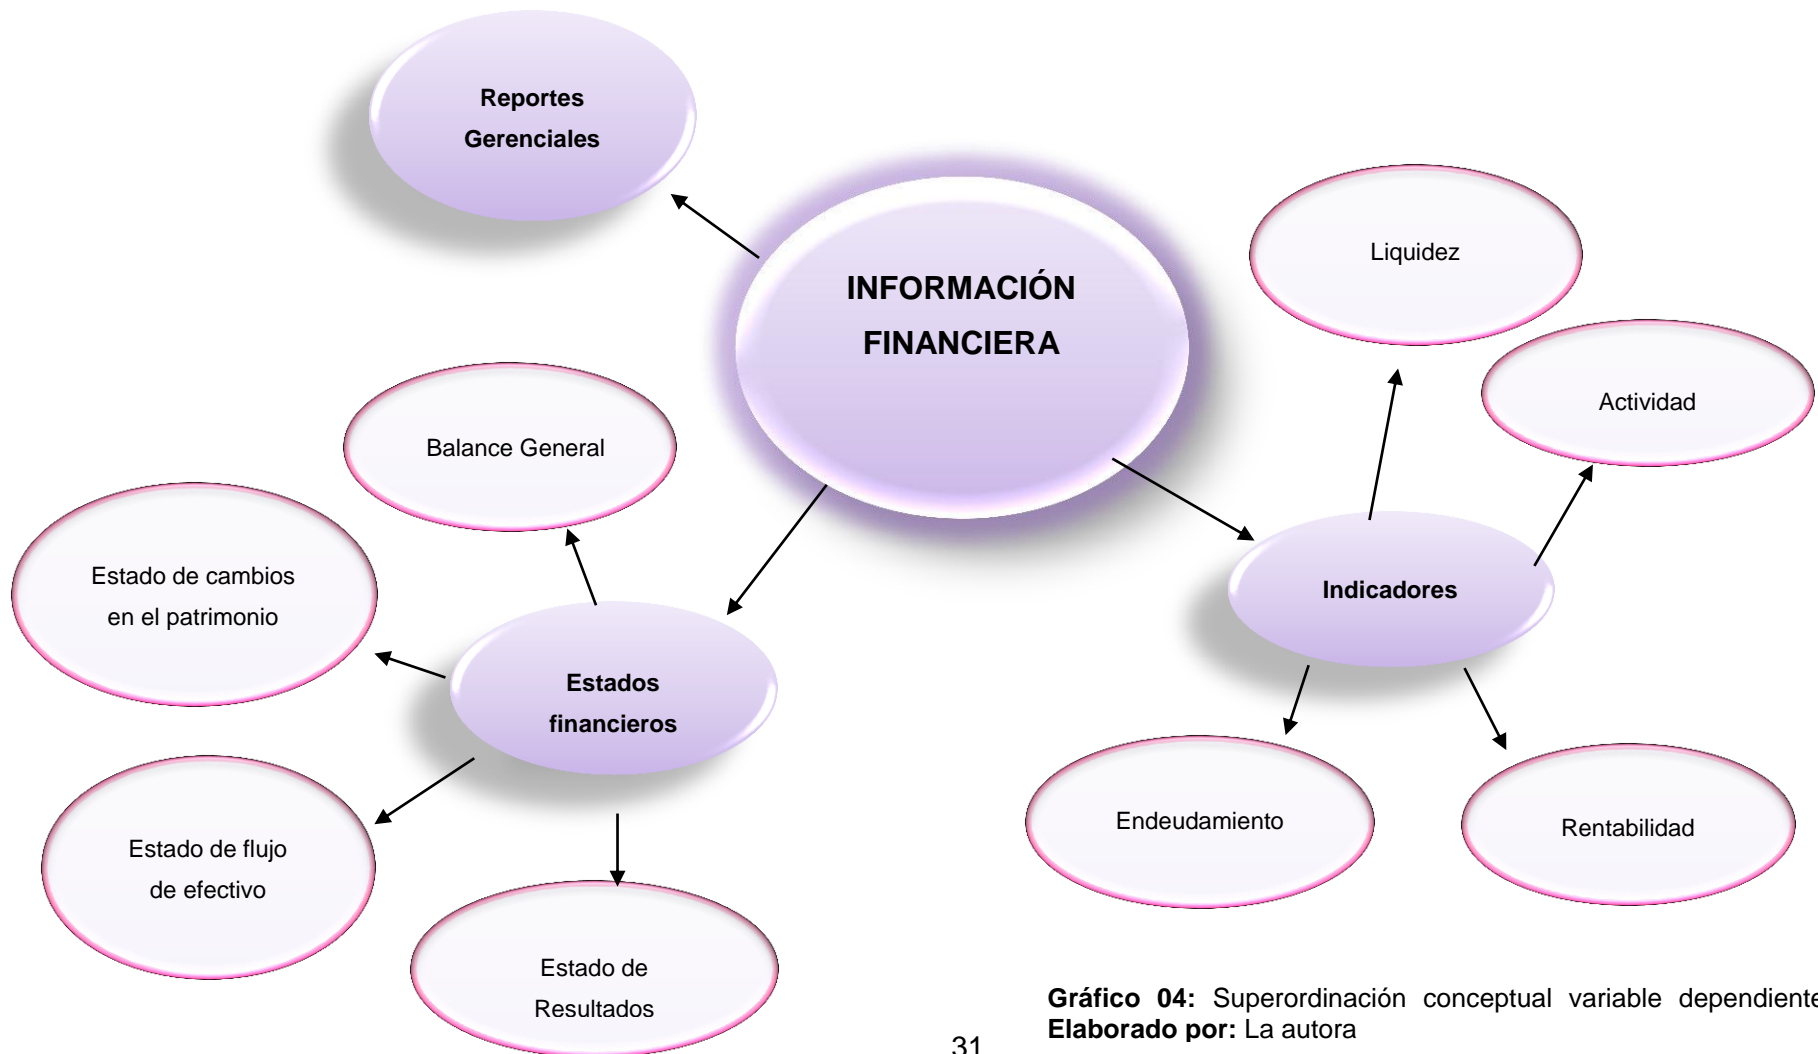 Reportes
Gerenciales
INFORMACIÓN
FINANCIERA
Liquidez
Actividad
Balance General
Estado de cambios
en el patrimonio
Indicadores
Estados
financieros
Endeudamiento
Rentabilidad
Estado de flujo
de efectivo
Estado de
Resultados
Gráfico 04: Superordinación conceptual variable dependiente
Elaborado por: La autora
31